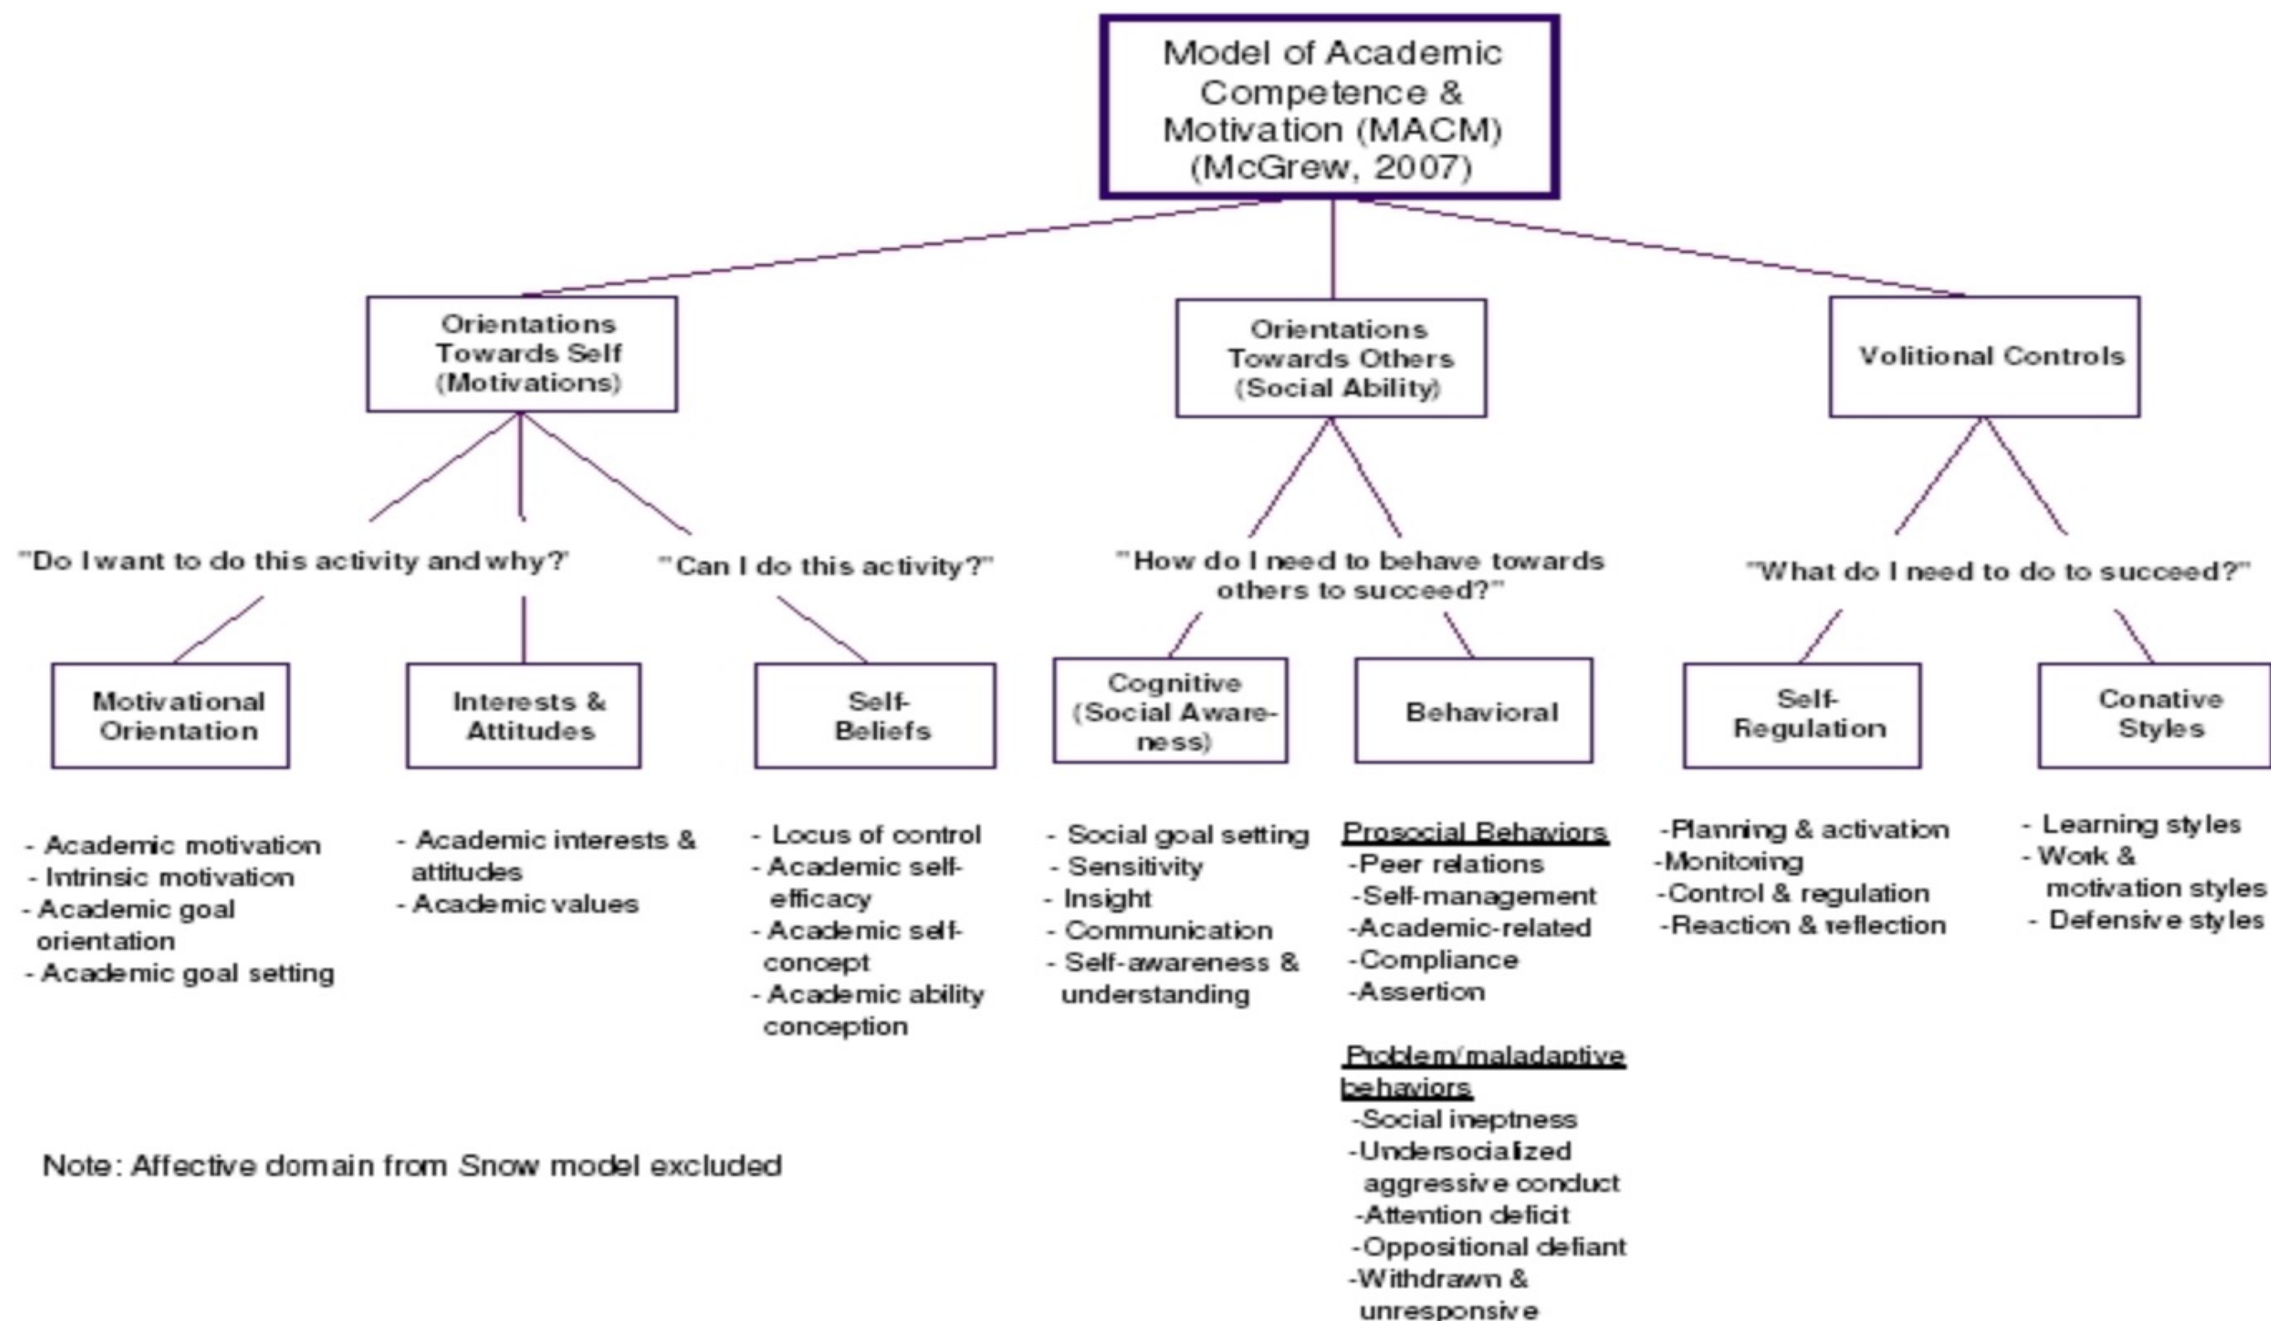 Model of Academic
Competence &
Motivation (MACM)
(McGrew, 2007)
Orientations
Towards Self
(Motivations)
Orientations
Towards Others
(Social Ability)
Volitional Controls
"Do I want to do this activity and why?'
"Can I do this activity?"
"How do I need to behave towards
others to succeed?"
"What do I need to do to succeed?"
Motivational
Orientation
Interests &
Attitudes
Self-
Beliefs
Cognitive
(Social Aware-
ness)
Behavioral
Self-
Regulation
Conative
Styles
- Academic motivation
- Intrinsic motivation
- Academic goal
orientation
- Academic goal setting
- Academic interests &
attitudes
- Academic values
- Locus of control
- Academic self-
efficacy
- Academic self-
concept
- Academic ability
conception
- Social goal setting
- Sensitivity
- Insight
- Communication
- Self-awareness &
understanding
Prosocial Behaviors
-Peer relations
-Self-management
-Academic-related
-Compliance
-Assertion
Problem/maladaptive
behaviors
-Social ineptness
-Undersocialized
aggressive conduct
-Attention deficit
-Oppositional defiant
-Withdrawn &
unresponsive
-Planning & activation
-Monitoring
-Control & regulation
-Reaction & reflection
- Learning styles
- Work &
motivation styles
- Defensive styles
Note: Affective domain from Snow model excluded